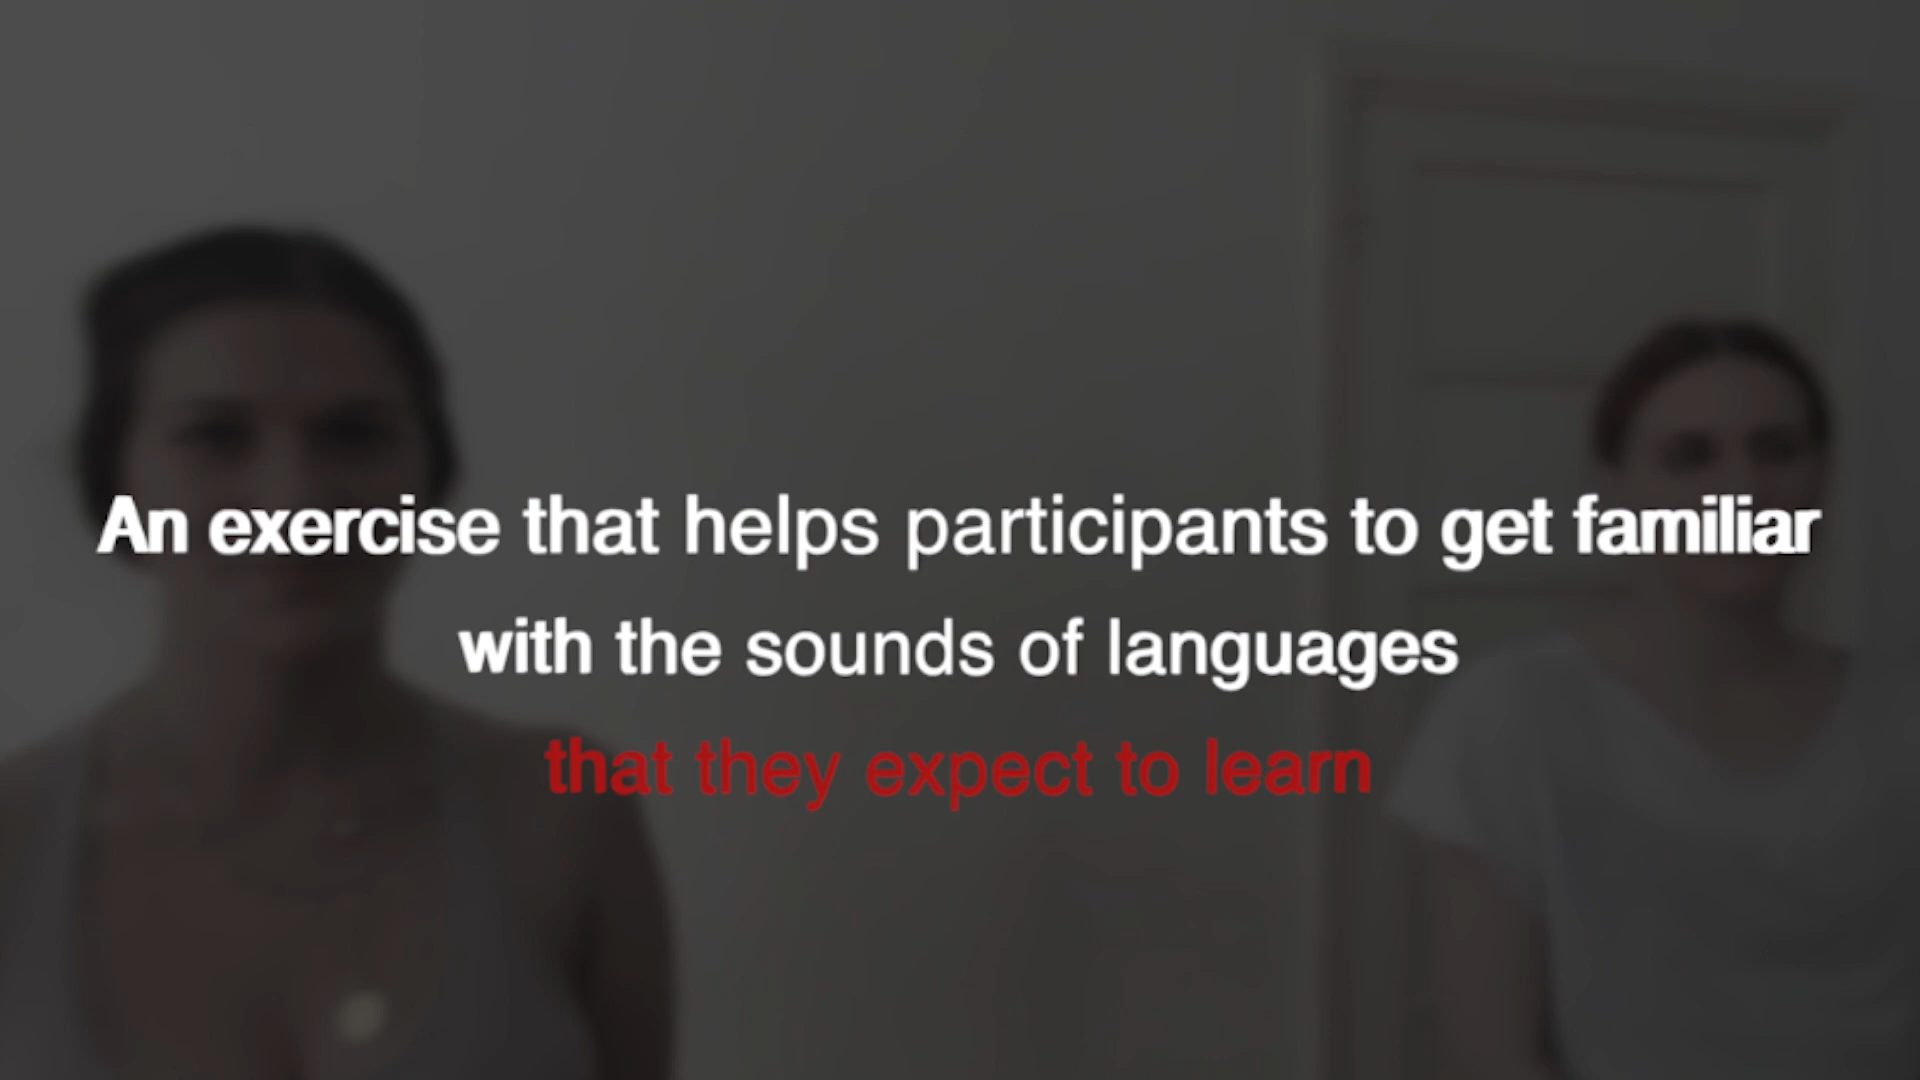 An exercise that helps participants to get familiar
with the sounds of languages
that they expect to learn